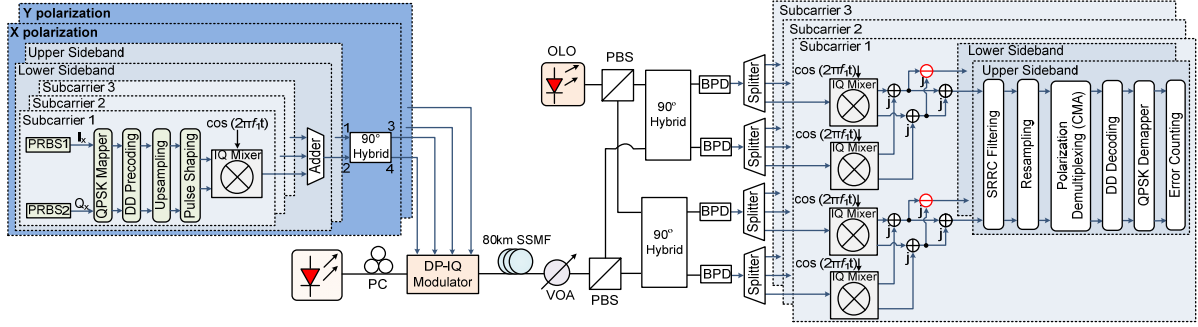 Y polarization
X polarization
Upper Sideband
Lower Sideband
Subcarrier 3
Subcarrier 2
Subcarrier 1
cos (2πf₁t)
PRBS1
Iₓ
PRBS2
Qₓ
QPSK Mapper
DD Precoding
Upsampling
Pulse Shaping
IQ Mixer
Adder
1
2
90°
Hybrid
3
4
PC
DP-IQ
Modulator
80km SSMF
VOA
PBS
OLO
PBS
90°
Hybrid
90°
Hybrid
BPD
BPD
BPD
BPD
Splitter
Splitter
Splitter
Splitter
Subcarrier 3
Subcarrier 2
Subcarrier 1
cos (2πf₁t)
IQ Mixer
cos (2πf₁t)
IQ Mixer
j
j
j
cos (2πf₁t)
IQ Mixer
cos (2πf₁t)
IQ Mixer
j
j
j
Lower Sideband
Upper Sideband
SRRC Filtering
Resampling
Polarization
Demultiplexing (CMA)
DD Decoding
QPSK Demapper
Error Counting